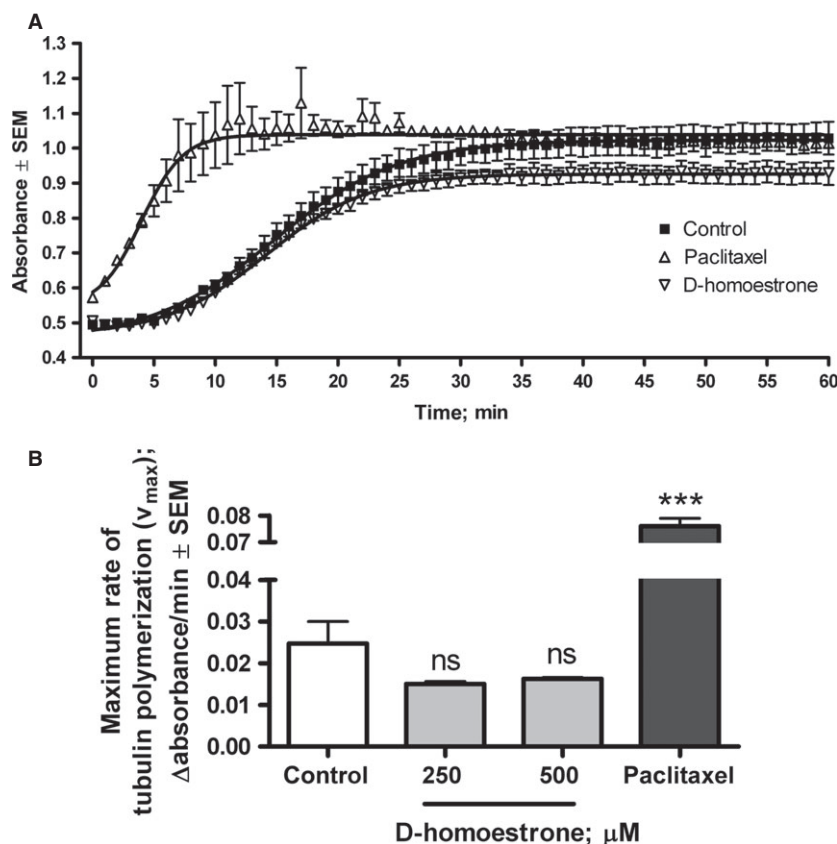 A
Absorbance ± SEM
1.3
1.2
1.1
1.0
0.9
0.8
0.7
0.6
0.5
0.4
Control
Paclitaxel
D-homoestrone
0 5 10 15 20 25 30 35 40 45 50 55 60
Time; min
B
Maximum rate of
tubulin polymerization (vmax);
Δabsorbance/min ± SEM
0.08
0.07
0.04
0.03
0.02
0.01
0.00
ns
ns
***
Control 250 500 Paclitaxel
D-homoestrone; µM